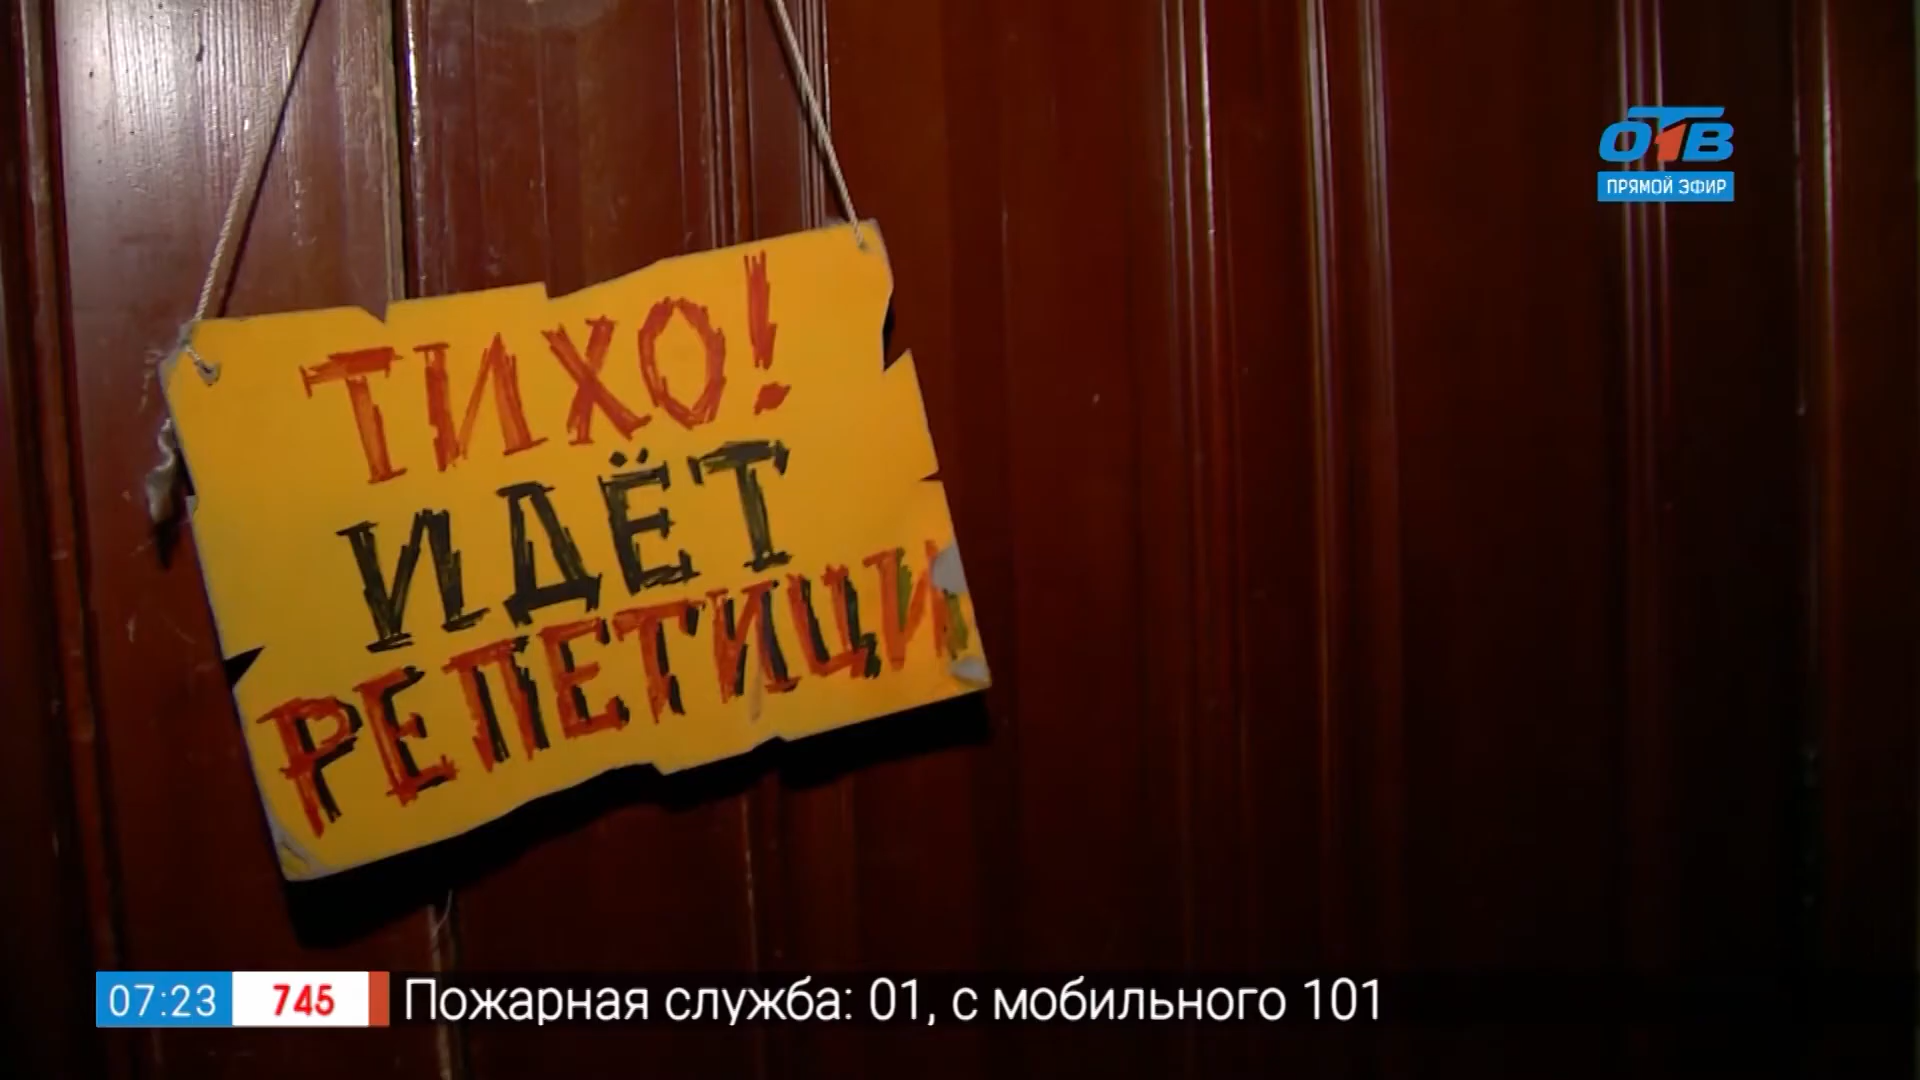 ОТВ
ПРЯМОЙ ЭФИР
ТИХО!
ИДЁТ
РЕПЕТИЦИ
07:23 745 Пожарная служба: 01, с мобильного 101